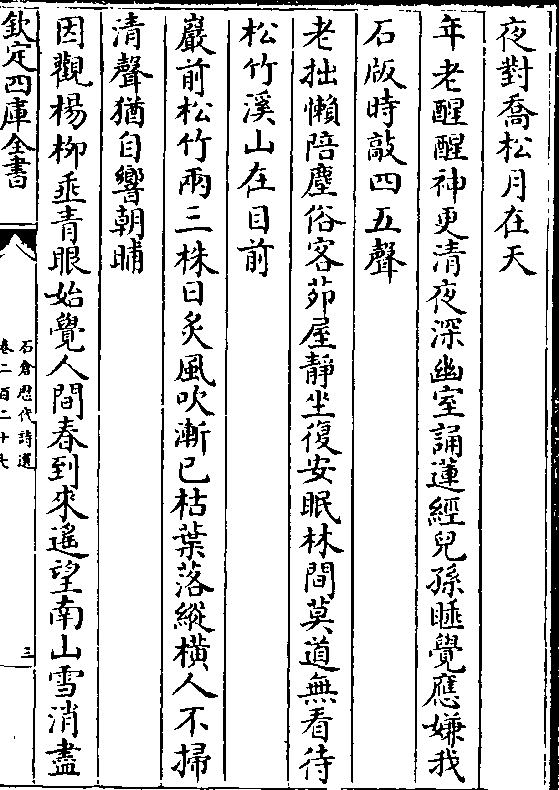 夜對喬松月在天
年老醒醒神更清夜深幽室誦蓮經兒孫睡覺應嫌我
石版時敲四五聲
老拙懶陪塵俗客茆屋靜坐復安眠林間莫道無看待
松竹溪山在目前
巖前松竹兩三株日炙風吹漸已枯葉落縱橫人不掃
清聲猶自響朝晡
因觀楊柳垂青眼始覺人間春到來遙望南山雪消盡
欽定四庫全書
石倉歷代詩選
卷二百二十七
三